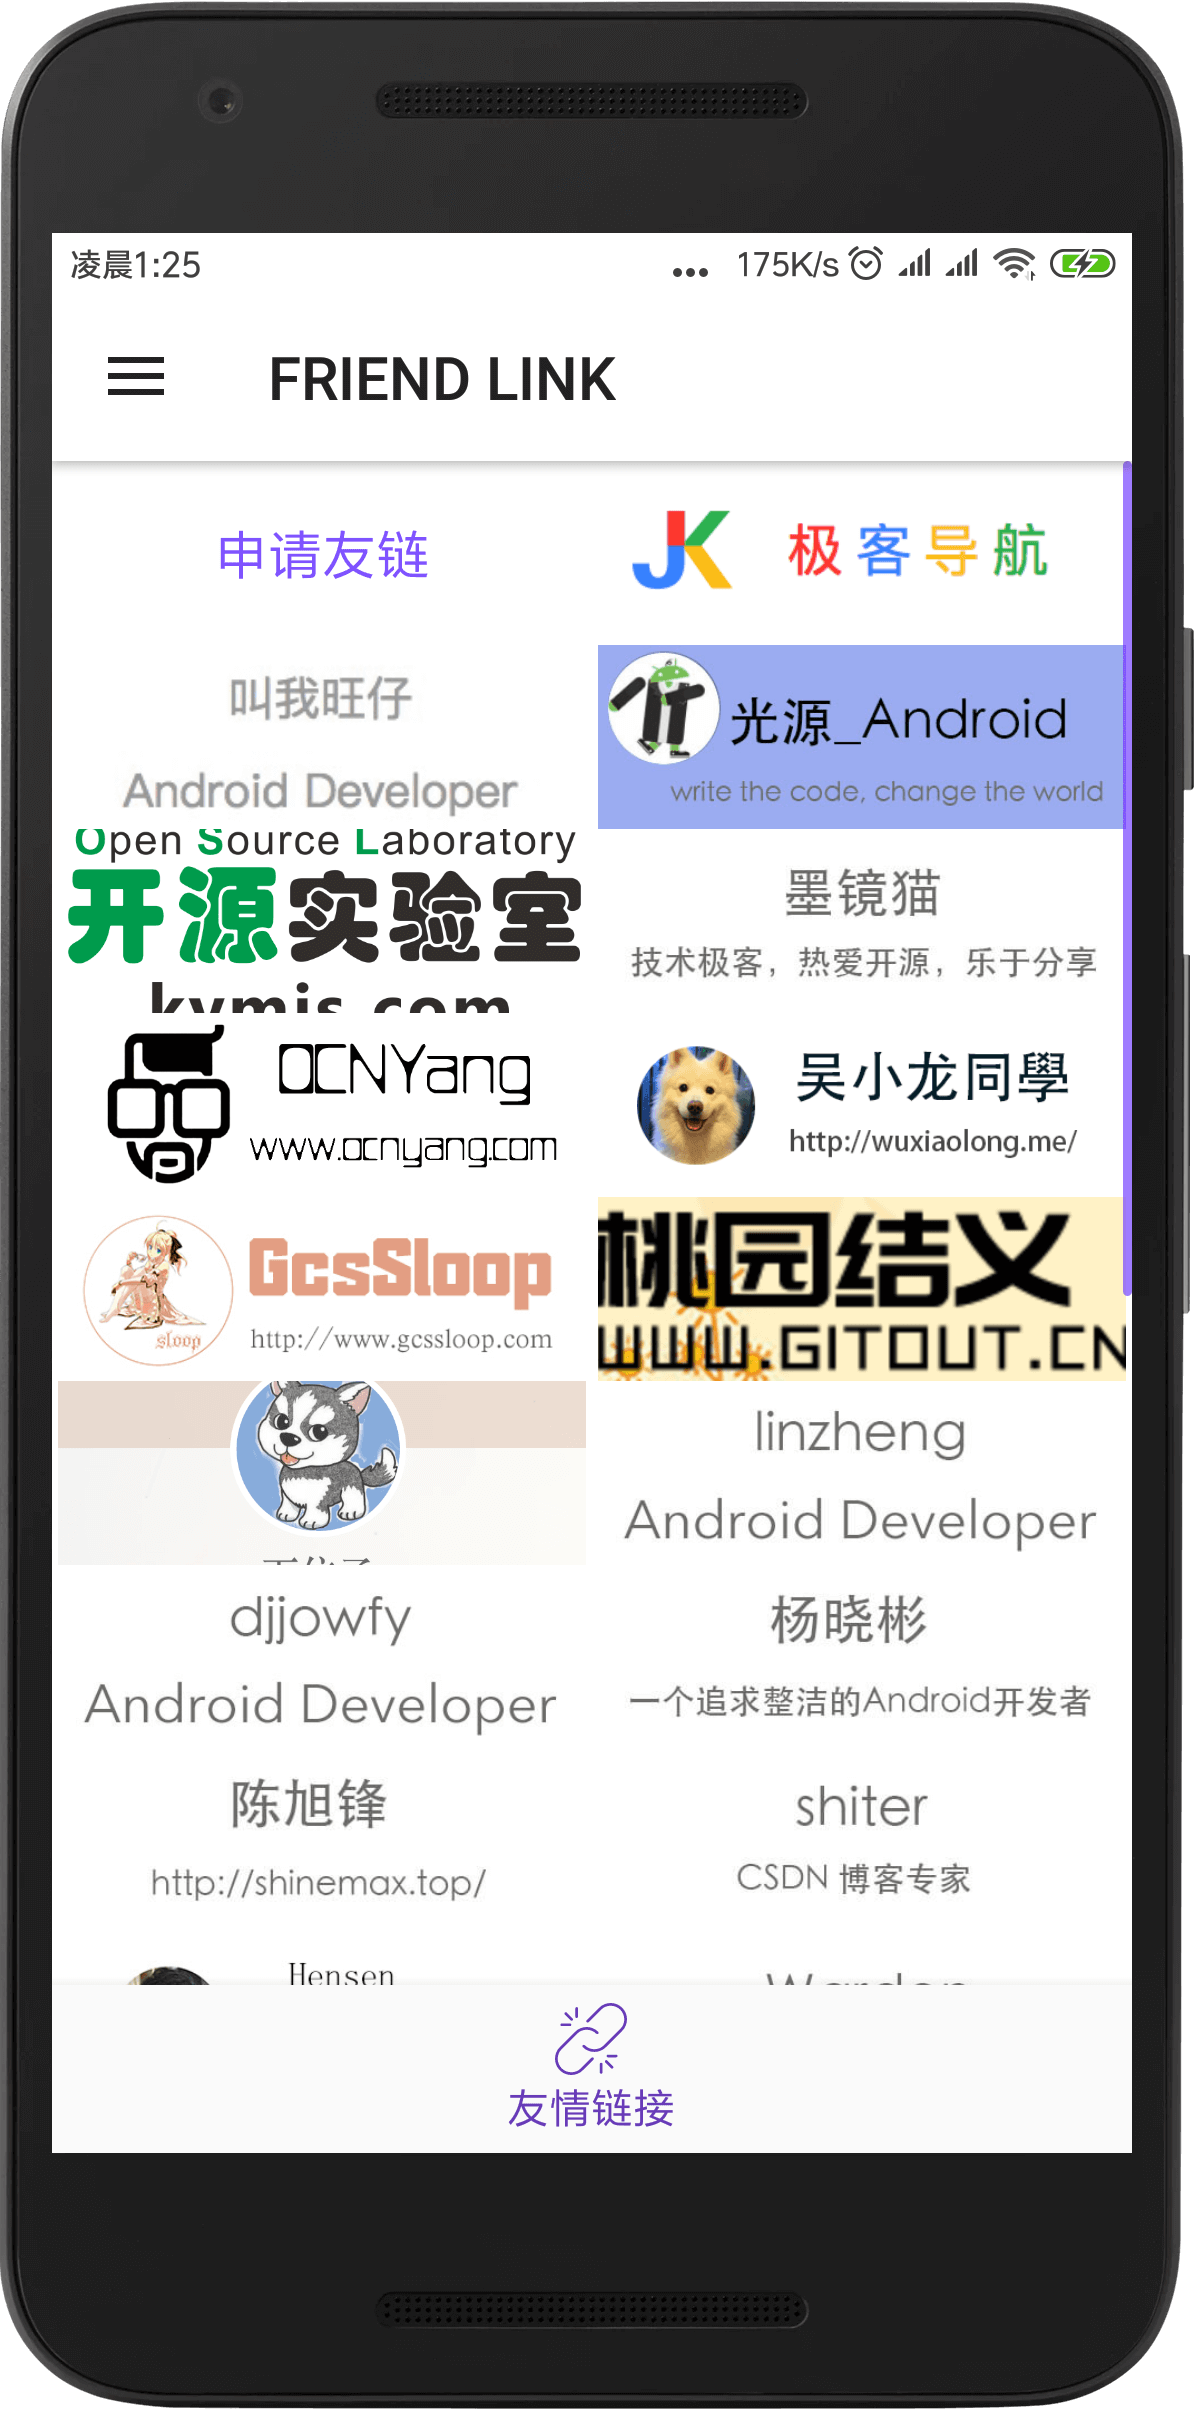 凌晨1:25
... 175K/s
FRIEND LINK
申请友链
JK 极客导航
叫我旺仔
Android Developer
光源_Android
write the code, change the world
Open Source Laboratory
开源实验室
kymjs.com
墨镜猫
技术极客，热爱开源，乐于分享
OCNYang
www.ocnyang.com
吴小龙同學
http://wuxiaolong.me/
GcsSloop
sloop
http://www.gcssloop.com
桃园结义
WWW.GITOUT.CN
linzheng
Android Developer
djjowfy
Android Developer
杨晓彬
一个追求整洁的Android开发者
陈旭锋
http://shinemax.top/
shiter
CSDN 博客专家
Hensen
友情链接